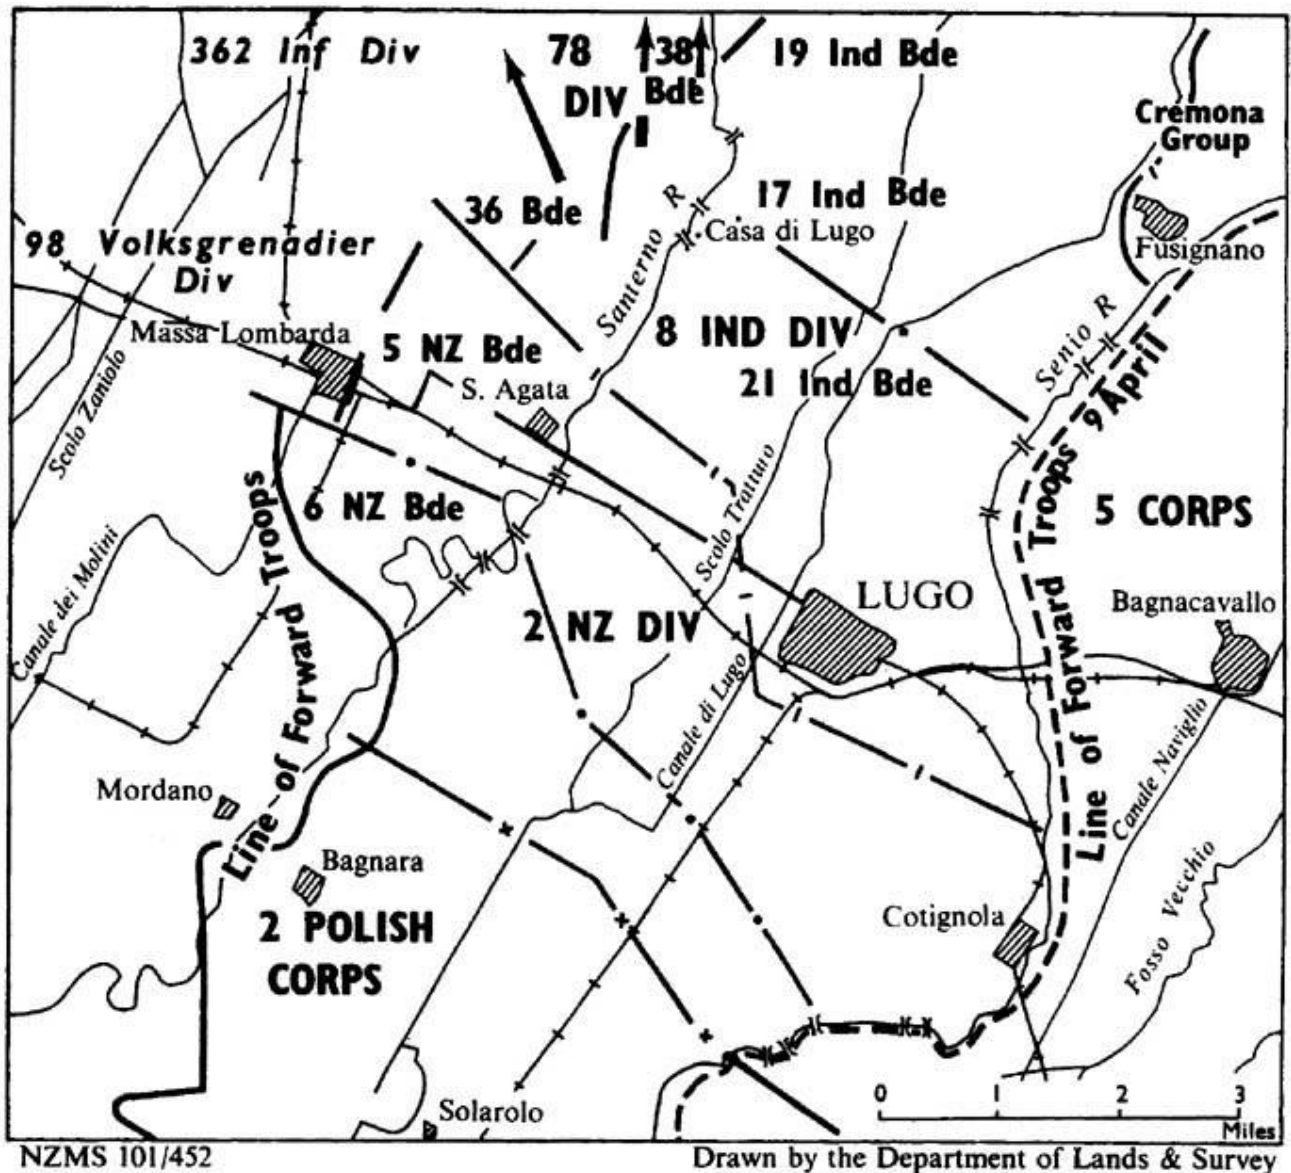 362 Inf Div
78
DIV
38
Bde
19 Ind Bde
Cremona
Group
36 Bde
17 Ind Bde
Casa di Lugo
Fusignano
98 Volksgrenadier
Div
Santerno R
Massa Lombarda
5 NZ Bde
8 IND DIV
21 Ind Bde
S. Agata
Senio R
Scolo Zaniolo
Line of Forward Troops 9 April
6 NZ Bde
Scolo Tratturo
5 CORPS
Canale dei Molini
Line of Forward Troops
2 NZ DIV
LUGO
Bagnacavallo
Canale di Lugo
Canale Naviglio
Mordano
Bagnara
Fosso Vecchio
2 POLISH
CORPS
Cotignola
Solarolo
0 1 2 3
Miles
NZMS 101/452
Drawn by the Department of Lands & Survey